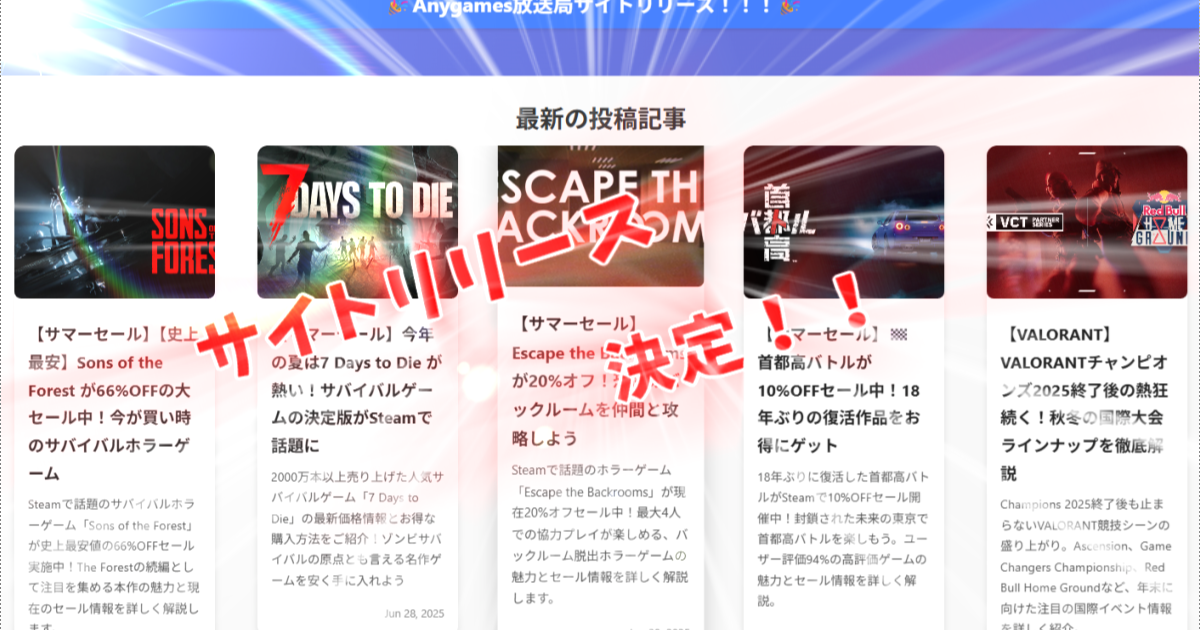 🎉 Anygames放送局サイトリリース！！！🎉
最新の投稿記事
サイトリリース
決定！！
SONS
FORES
7 DAYS TO DIE
SCAPE TH
ACKROOM
首都高
バトル
VCT PARTNER SERIES
Red Bull
HOME
GROUN
【サマーセール】【史上
最安】Sons of the
Forest が66%OFFの大
セール中！今が買い時
のサバイバルホラーゲ
ーム
Steamで話題のサバイバルホラ
ーゲーム「Sons of the Forest」
が史上最安値の66%OFFセール
実施中！The Forestの続編とし
て注目を集める本作の魅力と現
在のセール情報を詳しく解説し
ます。
マーセール】今年
の夏は7 Days to Die が
熱い！サバイバルゲー
ムの決定版がSteamで
話題に
2000万本以上売り上げた人気サ
バイバルゲーム「7 Days to
Die」の最新価格情報とお得な
購入方法をご紹介！ゾンビサバ
イバルの原点とも言える名作ゲ
ームを安く手に入れよう
Jun 28, 2025
【サマーセール】
Escape the
が20%オフ！
ックルームを仲間と攻
略しよう
Steamで話題のホラーゲーム
「Escape the Backrooms」が現
在20%オフセール中！最大4人
での協力プレイが楽しめる、バ
ックルーム脱出ホラーゲームの
魅力とセール情報を詳しく解説
します。
マーセール】🏁
首都高バトルが
10%OFFセール中！18
年ぶりの復活作品をお
得にゲット
18年ぶりに復活した首都高バト
ルがSteamで10%OFFセール開
催中！封鎖された未来の東京で
首都高バトルを楽しもう。ユー
ザー評価94%の高評価ゲームの
魅力とセール情報を詳しく解
説。
【VALORANT】
VALORANTチャンピオ
ンズ2025終了後の熱狂
続く！秋冬の国際大会
ラインナップを徹底解
説
Champions 2025終了後も止ま
らないVALORANT競技シーンの
盛り上がり。Ascension、Game
Changers Championship、Red
Bull Home Groundなど、年末に
向けた注目の国際イベント情報
を詳しく紹介